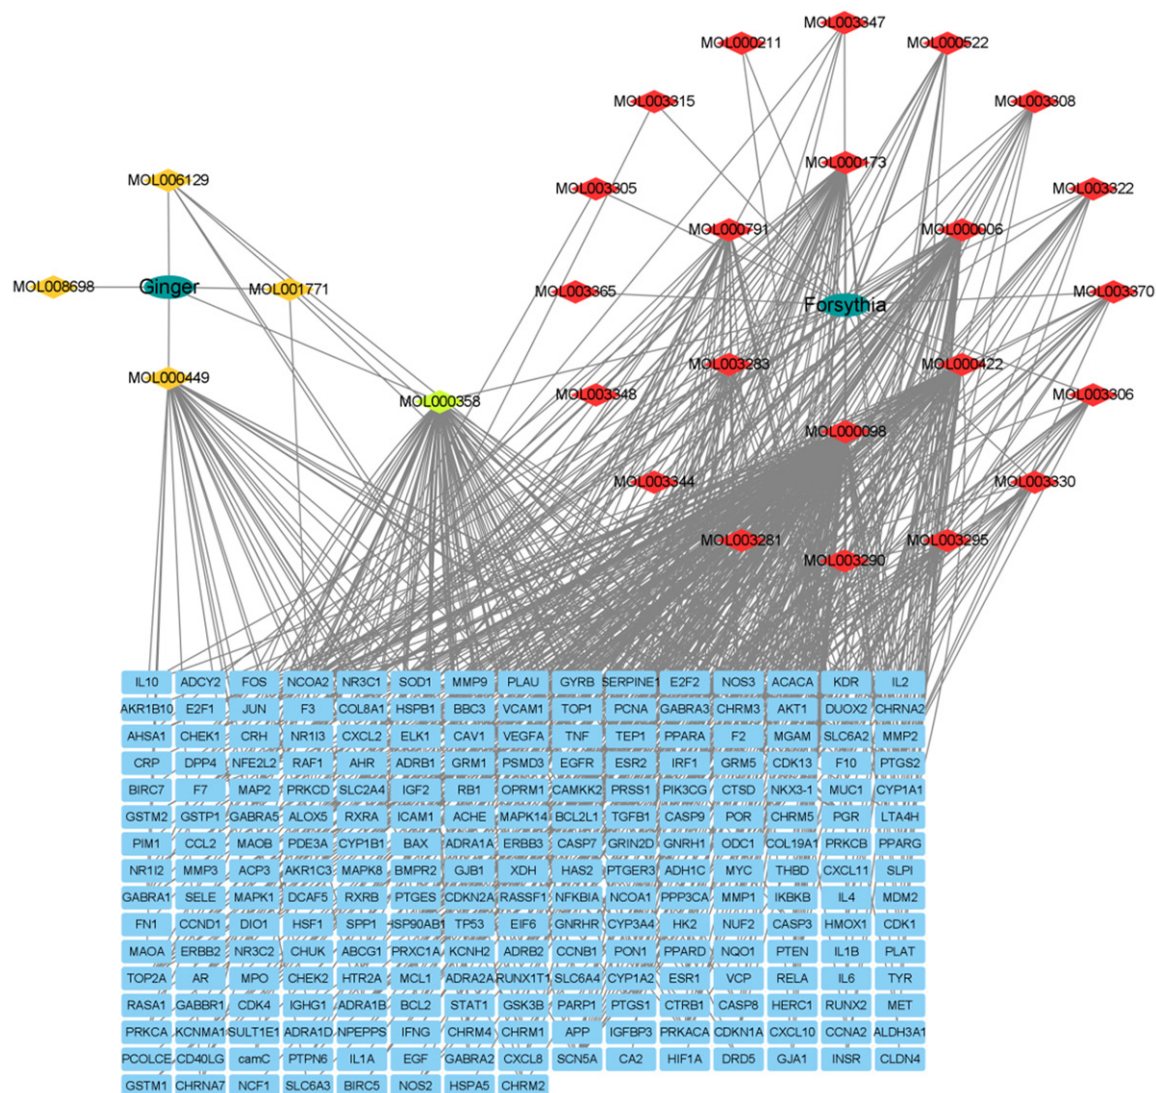 MOL003347
MOL000211 MOL000522
MOL003315 MOL003308
MOL000173
MOL006129 MOL003305 MOL003322
MOL000791 MOL000006
MOL008698 Ginger MOL001771 MOL003365 Forsythia MOL003370
MOL003283 MOL000422
MOL000449 MOL000358 MOL003348 MOL003306
MOL000098
MOL003344 MOL003330
MOL003281 MOL003295
MOL003290
IL10 ADCY2 FOS NCOA2 NR3C1 SOD1 MMP9 PLAU GYRB SERPINE1 E2F2 NOS3 ACACA KDR IL2
AKR1B10 E2F1 JUN F3 COL8A1 HSPB1 BBC3 VCAM1 TOP1 PCNA GABRA3 CHRM3 AKT1 DUOX2 CHRNA2
AHSA1 CHEK1 CRH NR1I3 CXCL2 ELK1 CAV1 VEGFA TNF TEP1 PPARA F2 MGAM SLC6A2 MMP2
CRP DPP4 NFE2L2 RAF1 AHR ADRB1 GRM1 PSMD3 EGFR ESR2 IRF1 GRM5 CDK13 F10 PTGS2
BIRC7 F7 MAP2 PRKCD SLC2A4 IGF2 RB1 OPRM1 CAMKK2 PRSS1 PIK3CG CTSD NKX3-1 MUC1 CYP1A1
GSTM2 GSTP1 GABRA5 ALOX5 RXRA ICAM1 ACHE MAPK14 BCL2L1 TGFB1 CASP9 POR CHRM5 PGR LTA4H
PIM1 CCL2 MAOB PDE3A CYP1B1 BAX ADRA1A ERBB3 CASP7 GRIN2D GNRH1 ODC1 COL19A1 PRKCB PPARG
NR1I2 MMP3 ACP3 AKR1C3 MAPK8 BMPR2 GJB1 XDH HAS2 PTGER3 ADH1C MYC THBD CXCL11 SLPI
GABRA1 SELE MAPK1 DCAF5 RXRB PTGES CDKN2A RASSF1 NFKBIA NCOA1 PPP3CA MMP1 IKBKB IL4 MDM2
FN1 CCND1 DIO1 HSF1 SPP1 HSP90AB1 TP53 EIF6 GNRHR CYP3A4 HK2 NUF2 CASP3 HMOX1 CDK1
MAOA ERBB2 NR3C2 CHUK ABCG1 PRXC1A KCNH2 ADRB2 CCNB1 PON1 PPARD NQO1 PTEN IL1B PLAT
TOP2A AR MPO CHEK2 HTR2A MCL1 ADRA2A RUNX1T1 SLC6A4 CYP1A2 ESR1 VCP RELA IL6 TYR
RASA1 GABBR1 CDK4 IGHG1 ADRA1B BCL2 STAT1 GSK3B PARP1 PTGS1 CTRB1 CASP8 HERC1 RUNX2 MET
PRKCA KCNMA1 SULT1E1 ADRA1D NPEPPS IFNG CHRM4 CHRM1 APP IGFBP3 PRKACA CDKN1A CXCL10 CCNA2 ALDH3A1
PCOLCE CD40LG camC PTPN6 IL1A EGF GABRA2 CXCL8 SCN5A CA2 HIF1A DRD5 GJA1 INSR CLDN4
GSTM1 CHRNA7 NCF1 SLC6A3 BIRC5 NOS2 HSPA5 CHRM2